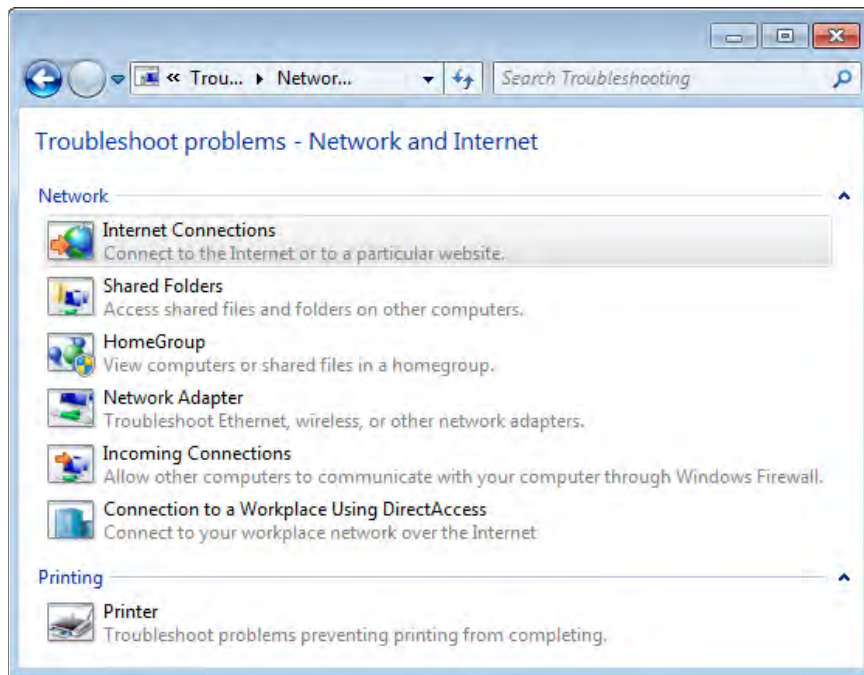 « Trou... Networ...
Search Troubleshooting
Troubleshoot problems - Network and Internet
Network
Internet Connections
Connect to the Internet or to a particular website.
Shared Folders
Access shared files and folders on other computers.
HomeGroup
View computers or shared files in a homegroup.
Network Adapter
Troubleshoot Ethernet, wireless, or other network adapters.
Incoming Connections
Allow other computers to communicate with your computer through Windows Firewall.
Connection to a Workplace Using DirectAccess
Connect to your workplace network over the Internet
Printing
Printer
Troubleshoot problems preventing printing from completing.